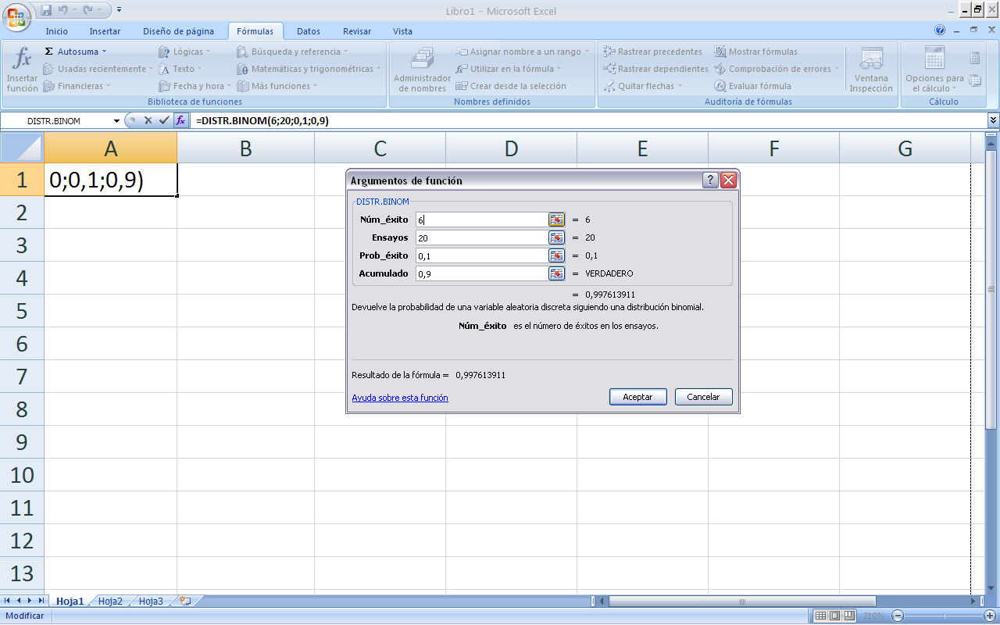 Libro1 - Microsoft Excel
Inicio Insertar Diseño de página Fórmulas Datos Revisar Vista
fx Insertar función
Σ Autosuma
Usadas recientemente
Financieras
Lógicas
Texto
Fecha y hora
Búsqueda y referencia
Matemáticas y trigonométricas
Más funciones
Biblioteca de funciones
Administrador de nombres
Asignar nombre a un rango
Utilizar en la fórmula
Crear desde la selección
Nombres definidos
Rastrear precedentes
Rastrear dependientes
Quitar flechas
Mostrar fórmulas
Comprobación de errores
Evaluar fórmula
Ventana Inspección
Auditoría de fórmulas
Opciones para el cálculo
Cálculo
DISTR.BINOM fx =DISTR.BINOM(6;20;0,1;0,9)
A B C D E F G
1 0;0,1;0,9)
2
3
4
5
6
7
8
9
10
11
12
13
Argumentos de función
DISTR.BINOM
Núm_éxito 6 = 6
Ensayos 20 = 20
Prob_éxito 0,1 = 0,1
Acumulado 0,9 = VERDADERO
= 0,997613911
Devuelve la probabilidad de una variable aleatoria discreta siguiendo una distribución binomial.
Núm_éxito es el número de éxitos en los ensayos.
Resultado de la fórmula = 0,997613911
Ayuda sobre esta función Aceptar Cancelar
Hoja1 Hoja2 Hoja3
Modificar 210%